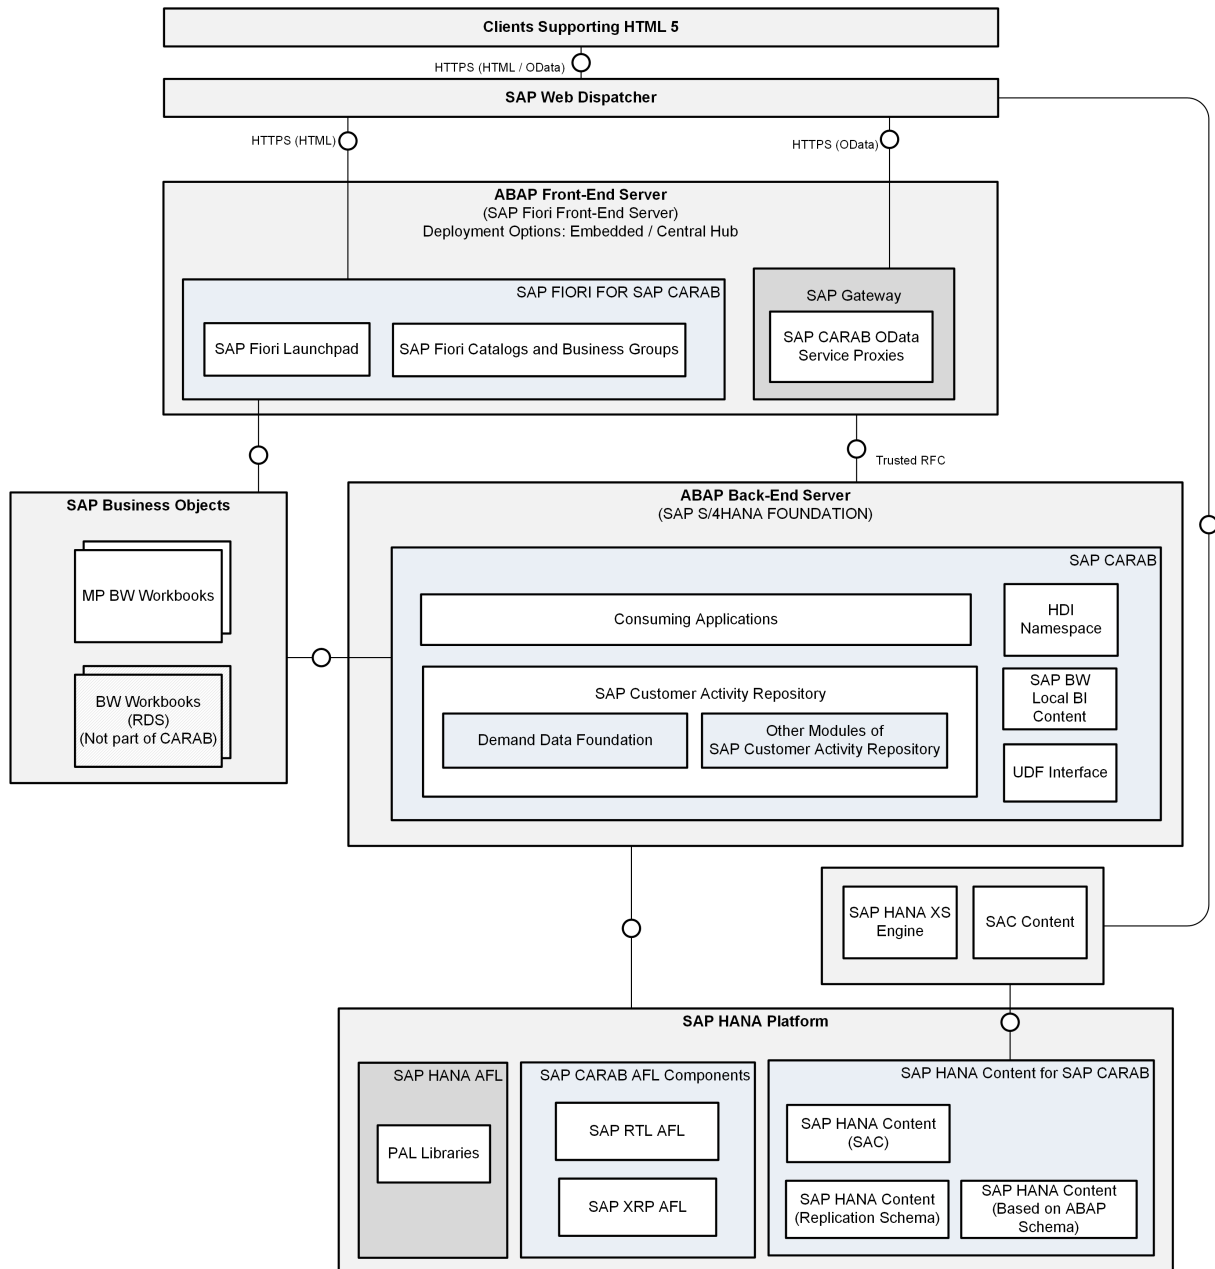 Clients Supporting HTML 5
HTTPS (HTML / OData)
SAP Web Dispatcher
HTTPS (HTML)
HTTPS (OData)
ABAP Front-End Server
(SAP Fiori Front-End Server)
Deployment Options: Embedded / Central Hub
SAP FIORI FOR SAP CARAB
SAP Fiori Launchpad
SAP Fiori Catalogs and Business Groups
SAP Gateway
SAP CARAB OData
Service Proxies
Trusted RFC
SAP Business Objects
MP BW Workbooks
BW Workbooks
(RDS)
(Not part of CARAB)
ABAP Back-End Server
(SAP S/4HANA FOUNDATION)
SAP CARAB
Consuming Applications
HDI
Namespace
SAP Customer Activity Repository
Demand Data Foundation
Other Modules of
SAP Customer Activity Repository
SAP BW
Local BI
Content
UDF Interface
SAP HANA XS
Engine
SAC Content
SAP HANA Platform
SAP HANA AFL
PAL Libraries
SAP CARAB AFL Components
SAP RTL AFL
SAP XRP AFL
SAP HANA Content for SAP CARAB
SAP HANA Content
(SAC)
SAP HANA Content
(Replication Schema)
SAP HANA Content
(Based on ABAP
Schema)